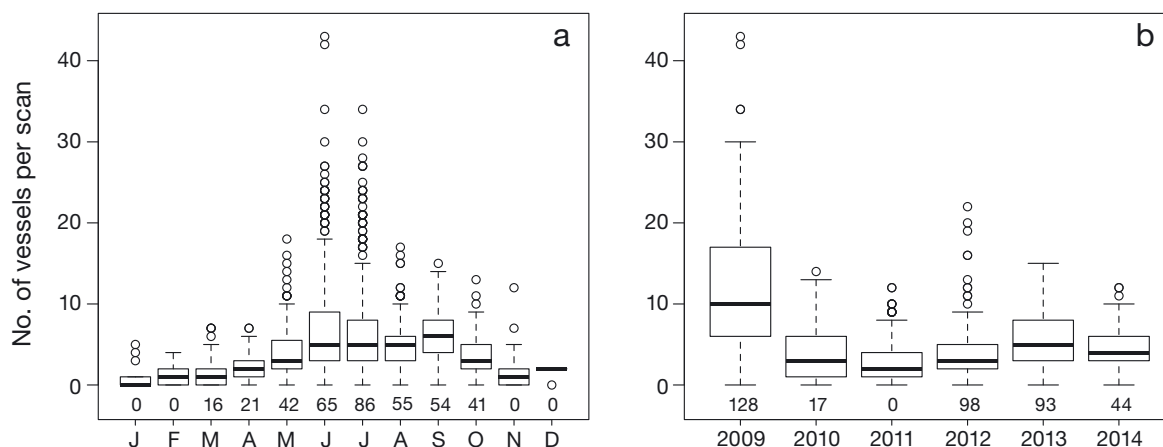 a
b
No. of vessels per scan
40
30
20
10
0
40
30
20
10
0
0 0 16 21 42 65 86 55 54 41 0 0
128 17 0 98 93 44
J F M A M J J A S O N D
2009 2010 2011 2012 2013 2014